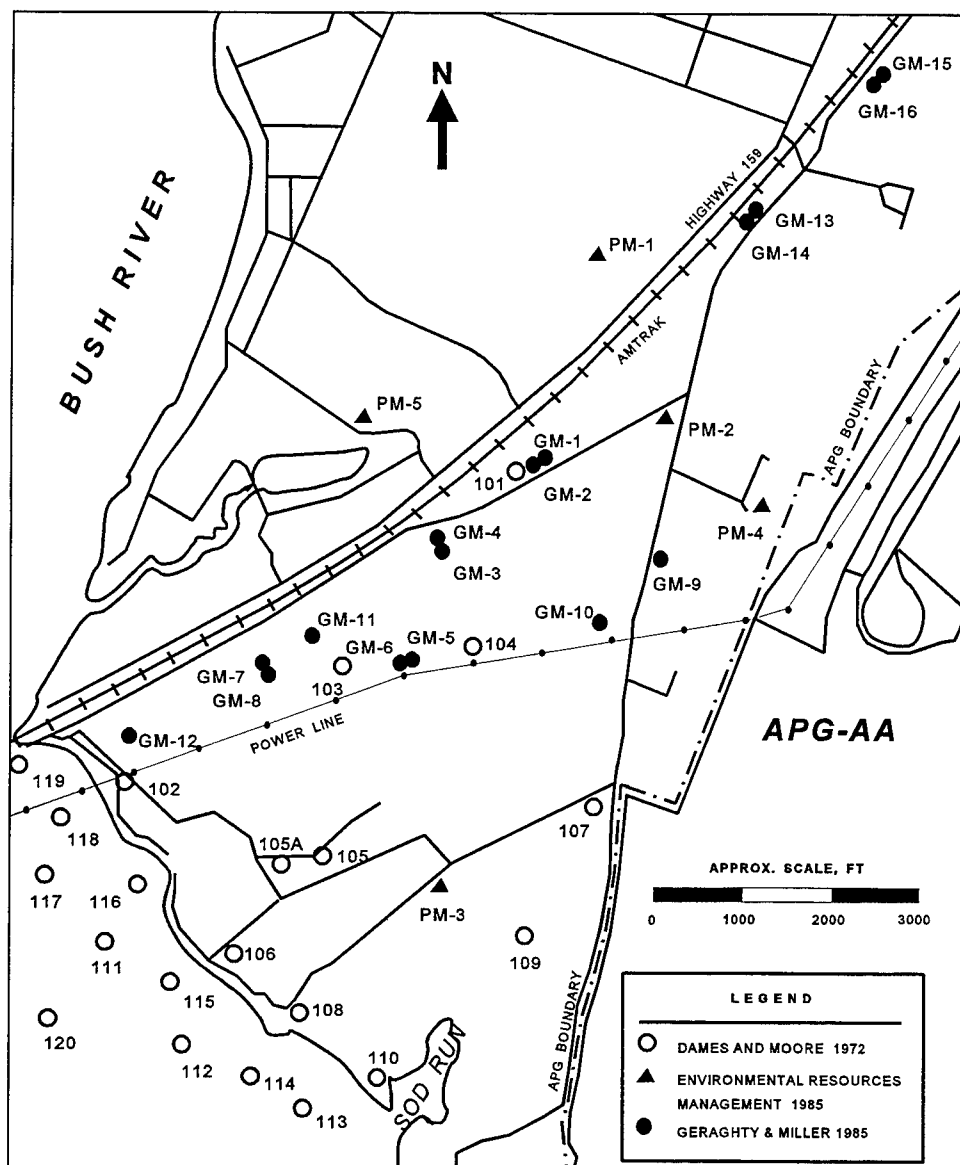 N
GM-15
GM-16
HIGHWAY 159
GM-13
GM-14
BUSH RIVER
PM-1
AMTRAK
APG BOUNDARY
PM-5
PM-2
GM-1
101
GM-2
PM-4
GM-4
GM-3
GM-9
GM-11
GM-10
GM-6
GM-5
104
GM-7
GM-8
103
POWER LINE
GM-12
APG-AA
119
102
118
107
105A
105
117
116
PM-3
APPROX. SCALE, FT
0 1000 2000 3000
106
109
111
115
108
APG BOUNDARY
120
112
114
110
113
SOD RUN
LEGEND
DAMES AND MOORE 1972
ENVIRONMENTAL RESOURCES
MANAGEMENT 1985
GERAGHTY & MILLER 1985